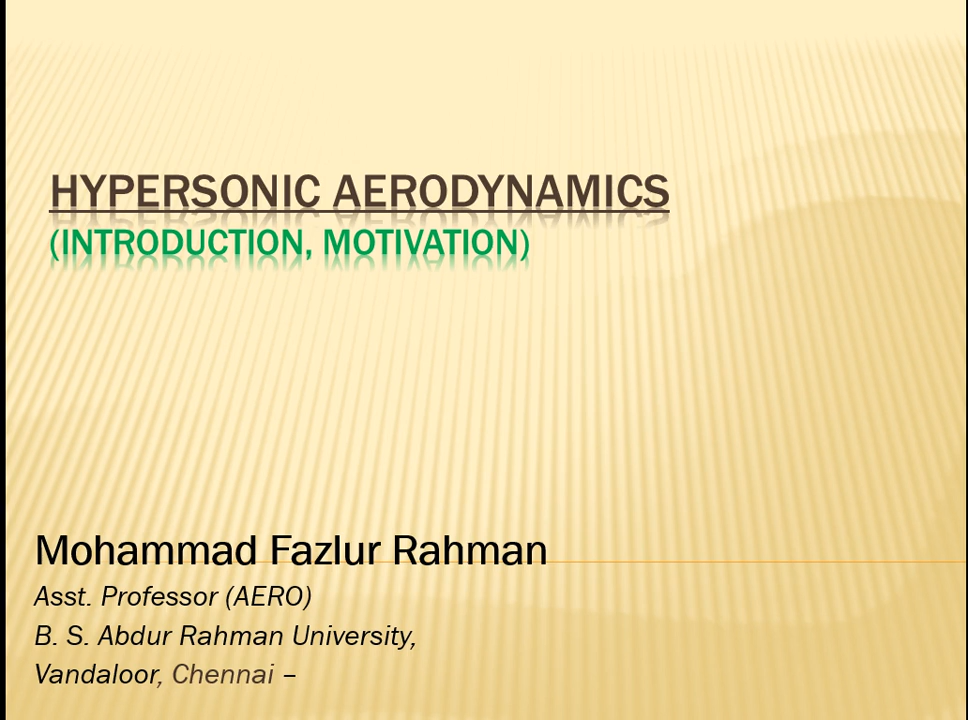 HYPERSONIC AERODYNAMICS
(INTRODUCTION, MOTIVATION)
Mohammad Fazlur Rahman
Asst. Professor (AERO)
B. S. Abdur Rahman University,
Vandaloor, Chennai –